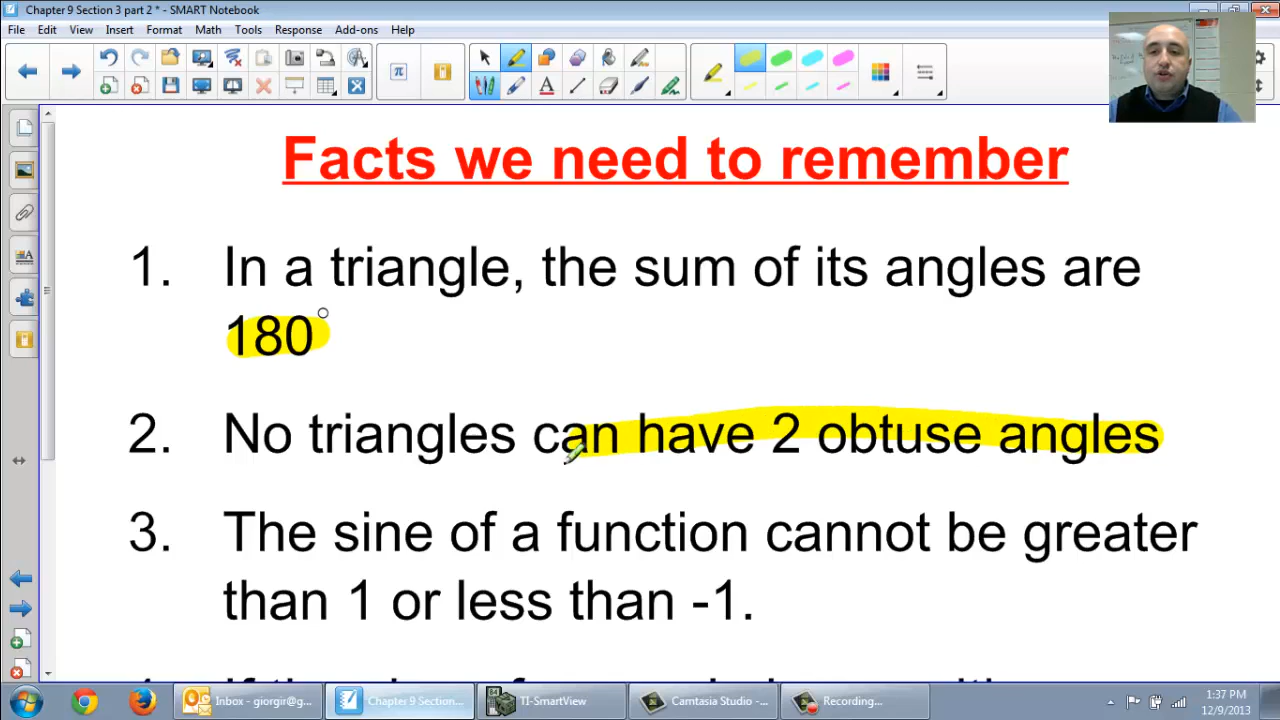 Chapter 9 Section 3 part 2 * - SMART Notebook
File Edit View Insert Format Math Tools Response Add-ons Help
Facts we need to remember
1. In a triangle, the sum of its angles are
180°
2. No triangles can have 2 obtuse angles
3. The sine of a function cannot be greater
than 1 or less than -1.
Inbox - giorgir@g... Chapter 9 Section... TI-SmartView Camtasia Studio -... Recording... 1:37 PM
12/9/2013